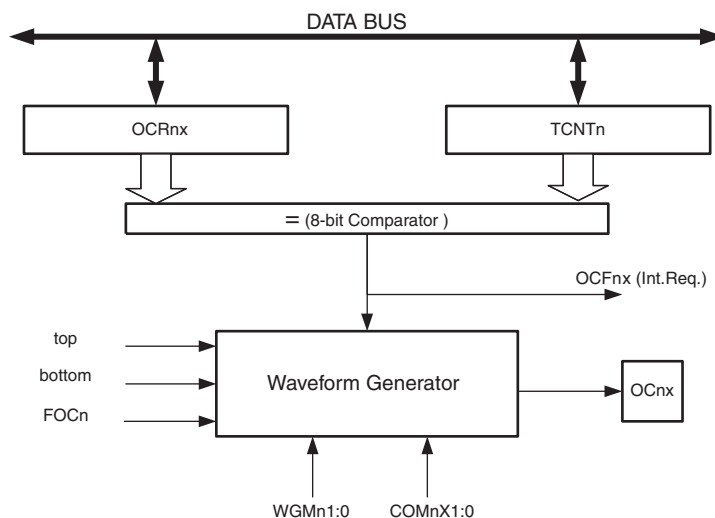 DATA BUS
OCRnx
TCNTn
= (8-bit Comparator )
OCFnx (Int.Req.)
top
bottom
FOCn
Waveform Generator
OCnx
WGMn1:0
COMnX1:0